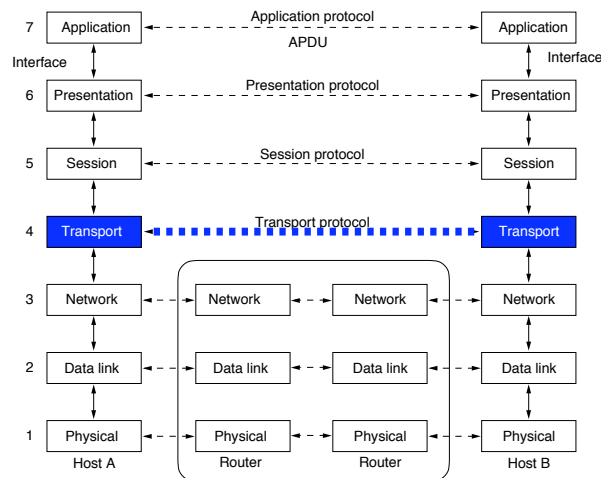 7 Application Application protocol Application
APDU
Interface Interface
6 Presentation Presentation protocol Presentation
5 Session Session protocol Session
4 Transport Transport protocol Transport
3 Network Network Network Network
2 Data link Data link Data link Data link
1 Physical Physical Physical Physical
Host A Router Router Host B